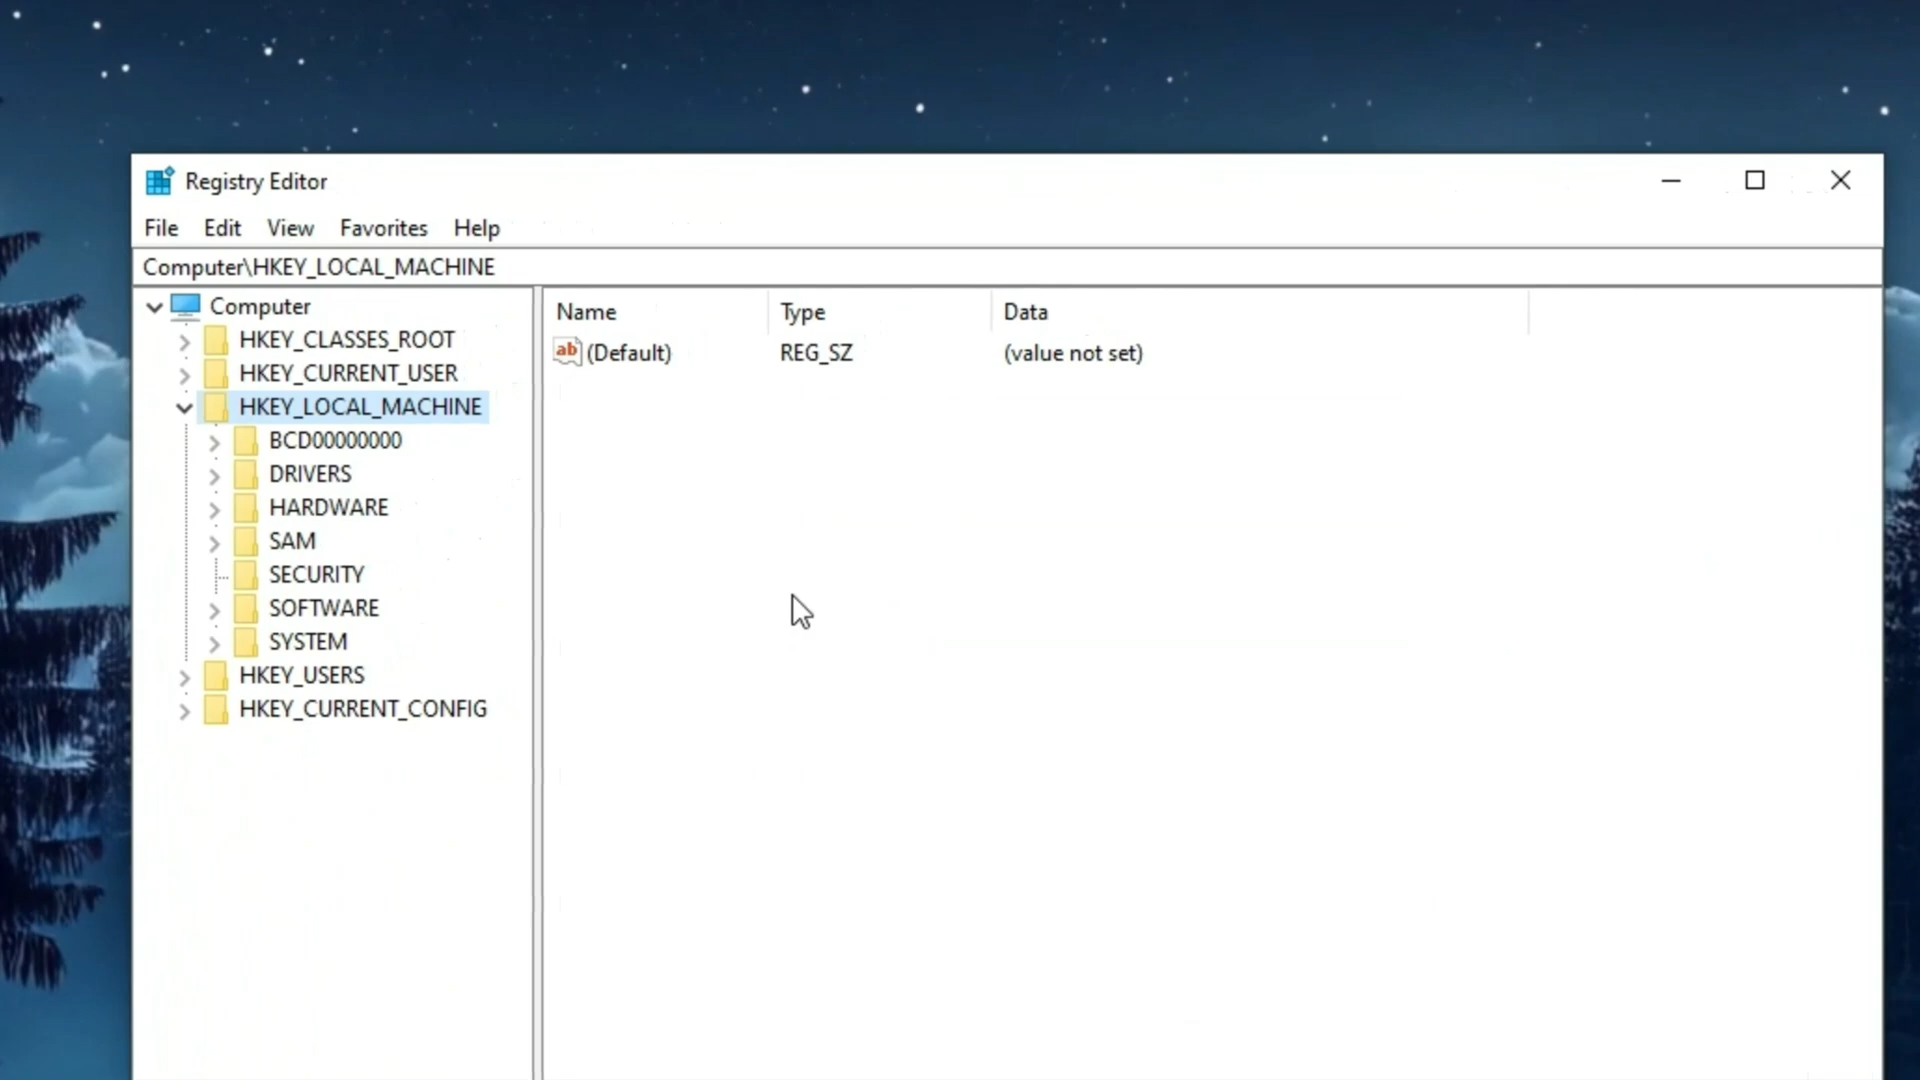 Registry Editor
File Edit View Favorites Help
Computer\HKEY_LOCAL_MACHINE
Computer
HKEY_CLASSES_ROOT
HKEY_CURRENT_USER
HKEY_LOCAL_MACHINE
BCD00000000
DRIVERS
HARDWARE
SAM
SECURITY
SOFTWARE
SYSTEM
HKEY_USERS
HKEY_CURRENT_CONFIG
Name Type Data
ab (Default) REG_SZ (value not set)